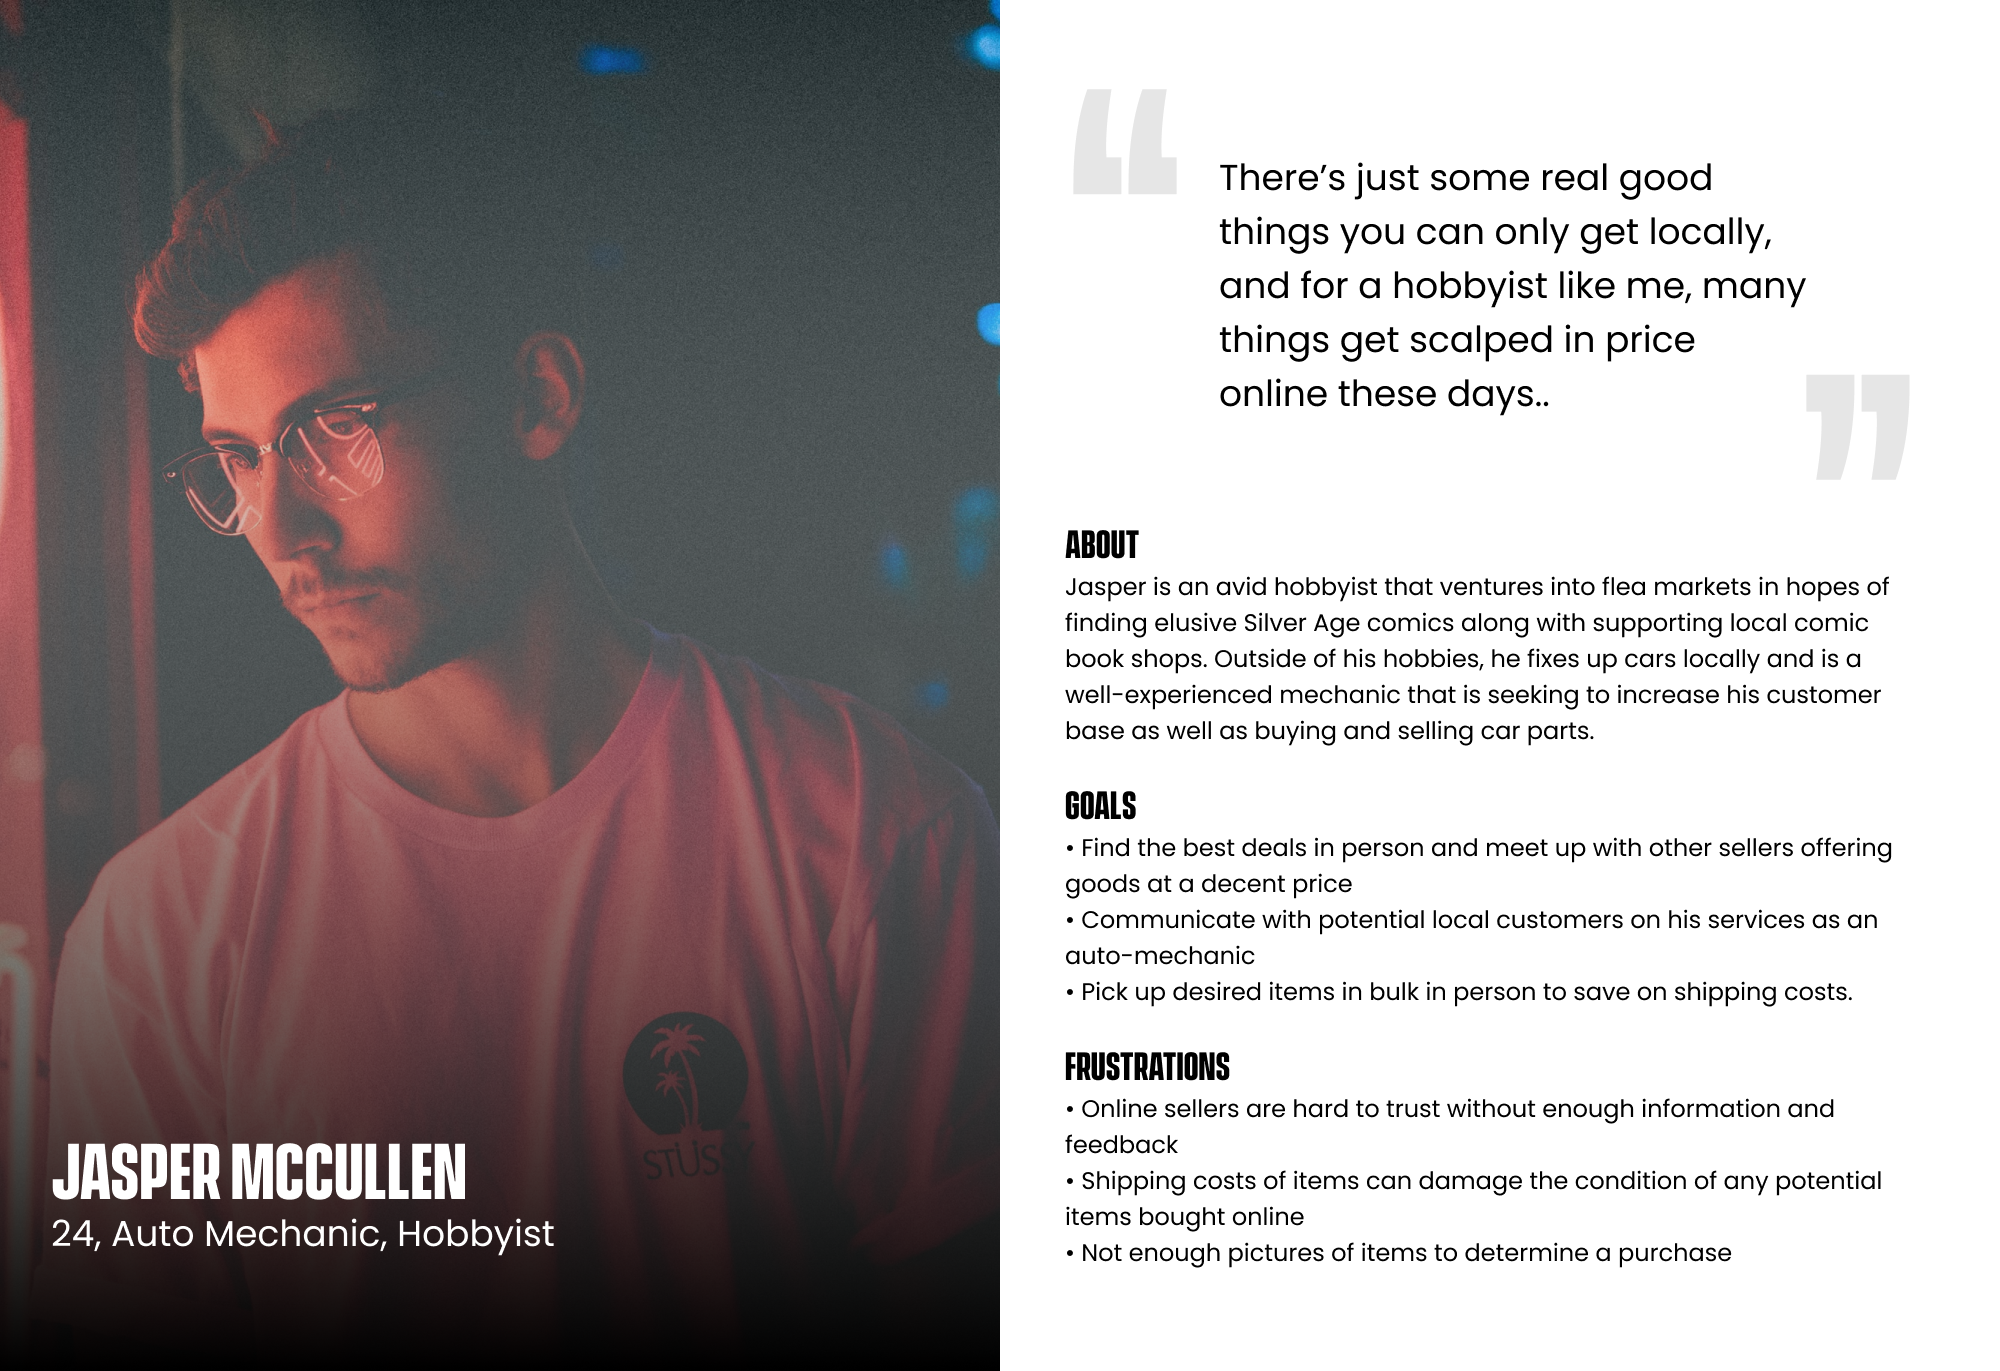 “
There’s just some real good
things you can only get locally,
and for a hobbyist like me, many
things get scalped in price
online these days..
”
ABOUT
Jasper is an avid hobbyist that ventures into flea markets in hopes of
finding elusive Silver Age comics along with supporting local comic
book shops. Outside of his hobbies, he fixes up cars locally and is a
well-experienced mechanic that is seeking to increase his customer
base as well as buying and selling car parts.
GOALS
• Find the best deals in person and meet up with other sellers offering
goods at a decent price
• Communicate with potential local customers on his services as an
auto-mechanic
• Pick up desired items in bulk in person to save on shipping costs.
FRUSTRATIONS
• Online sellers are hard to trust without enough information and
feedback
• Shipping costs of items can damage the condition of any potential
items bought online
• Not enough pictures of items to determine a purchase
STÜSSY
JASPER MCCULLEN
24, Auto Mechanic, Hobbyist